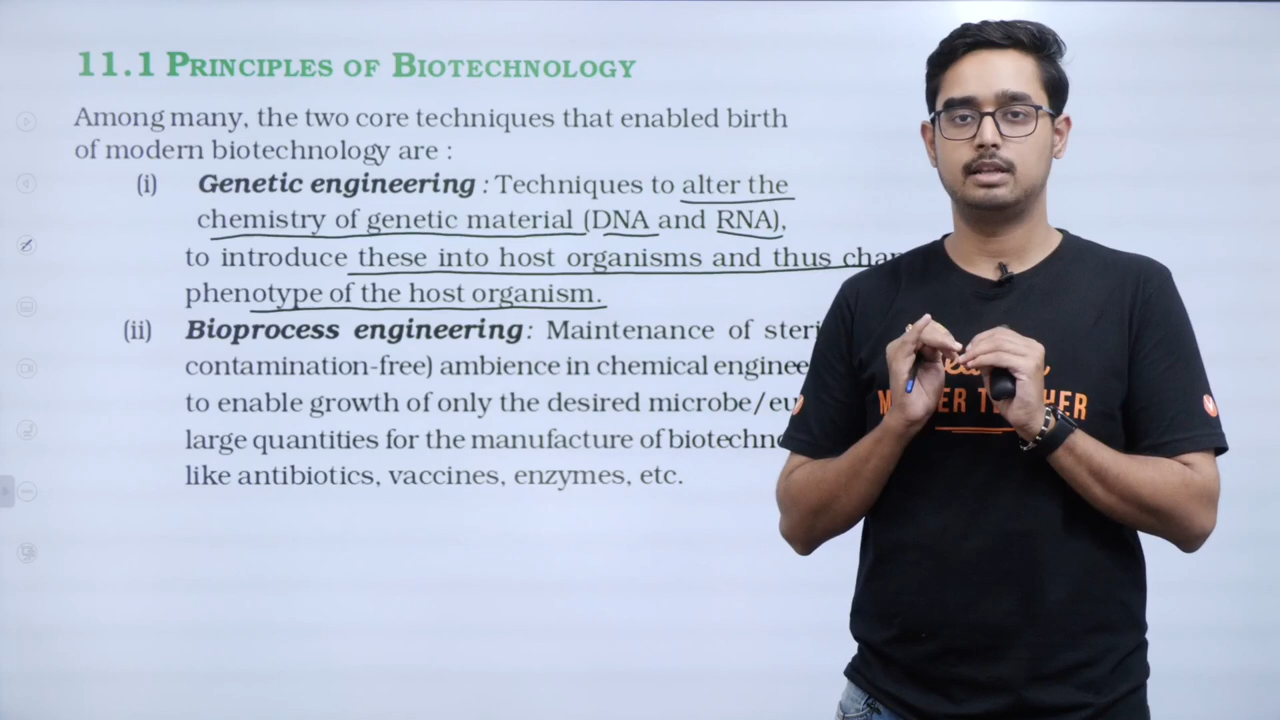 11.1 PRINCIPLES OF BIOTECHNOLOGY
Among many, the two core techniques that enabled birth
of modern biotechnology are :
(i) Genetic engineering : Techniques to alter the
chemistry of genetic material (DNA and RNA),
to introduce these into host organisms and thus
phenotype of the host organism.
(ii) Bioprocess engineering: Maintenance of
contamination-free) ambience in chemical
to enable growth of only the desired
large quantities for the manufacture of
like antibiotics, vaccines, enzymes, etc.